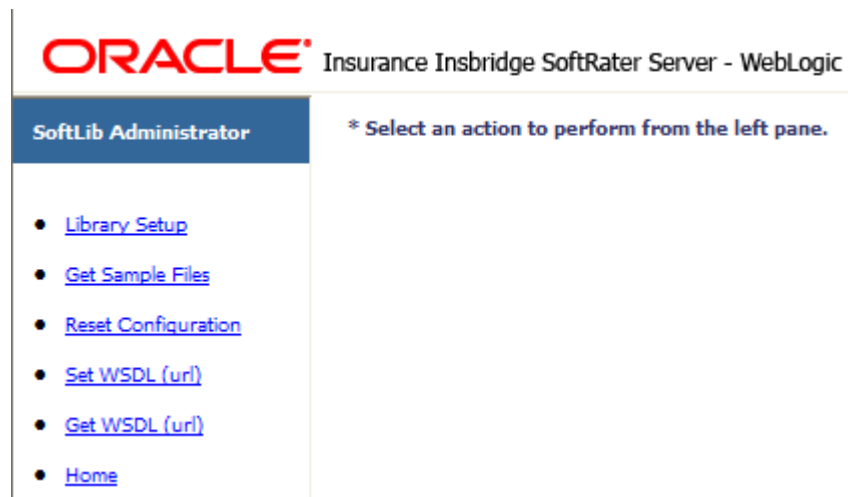 ORACLE® Insurance Insbridge SoftRater Server - WebLogic
SoftLib Administrator
* Select an action to perform from the left pane.
Library Setup
Get Sample Files
Reset Configuration
Set WSDL (url)
Get WSDL (url)
Home